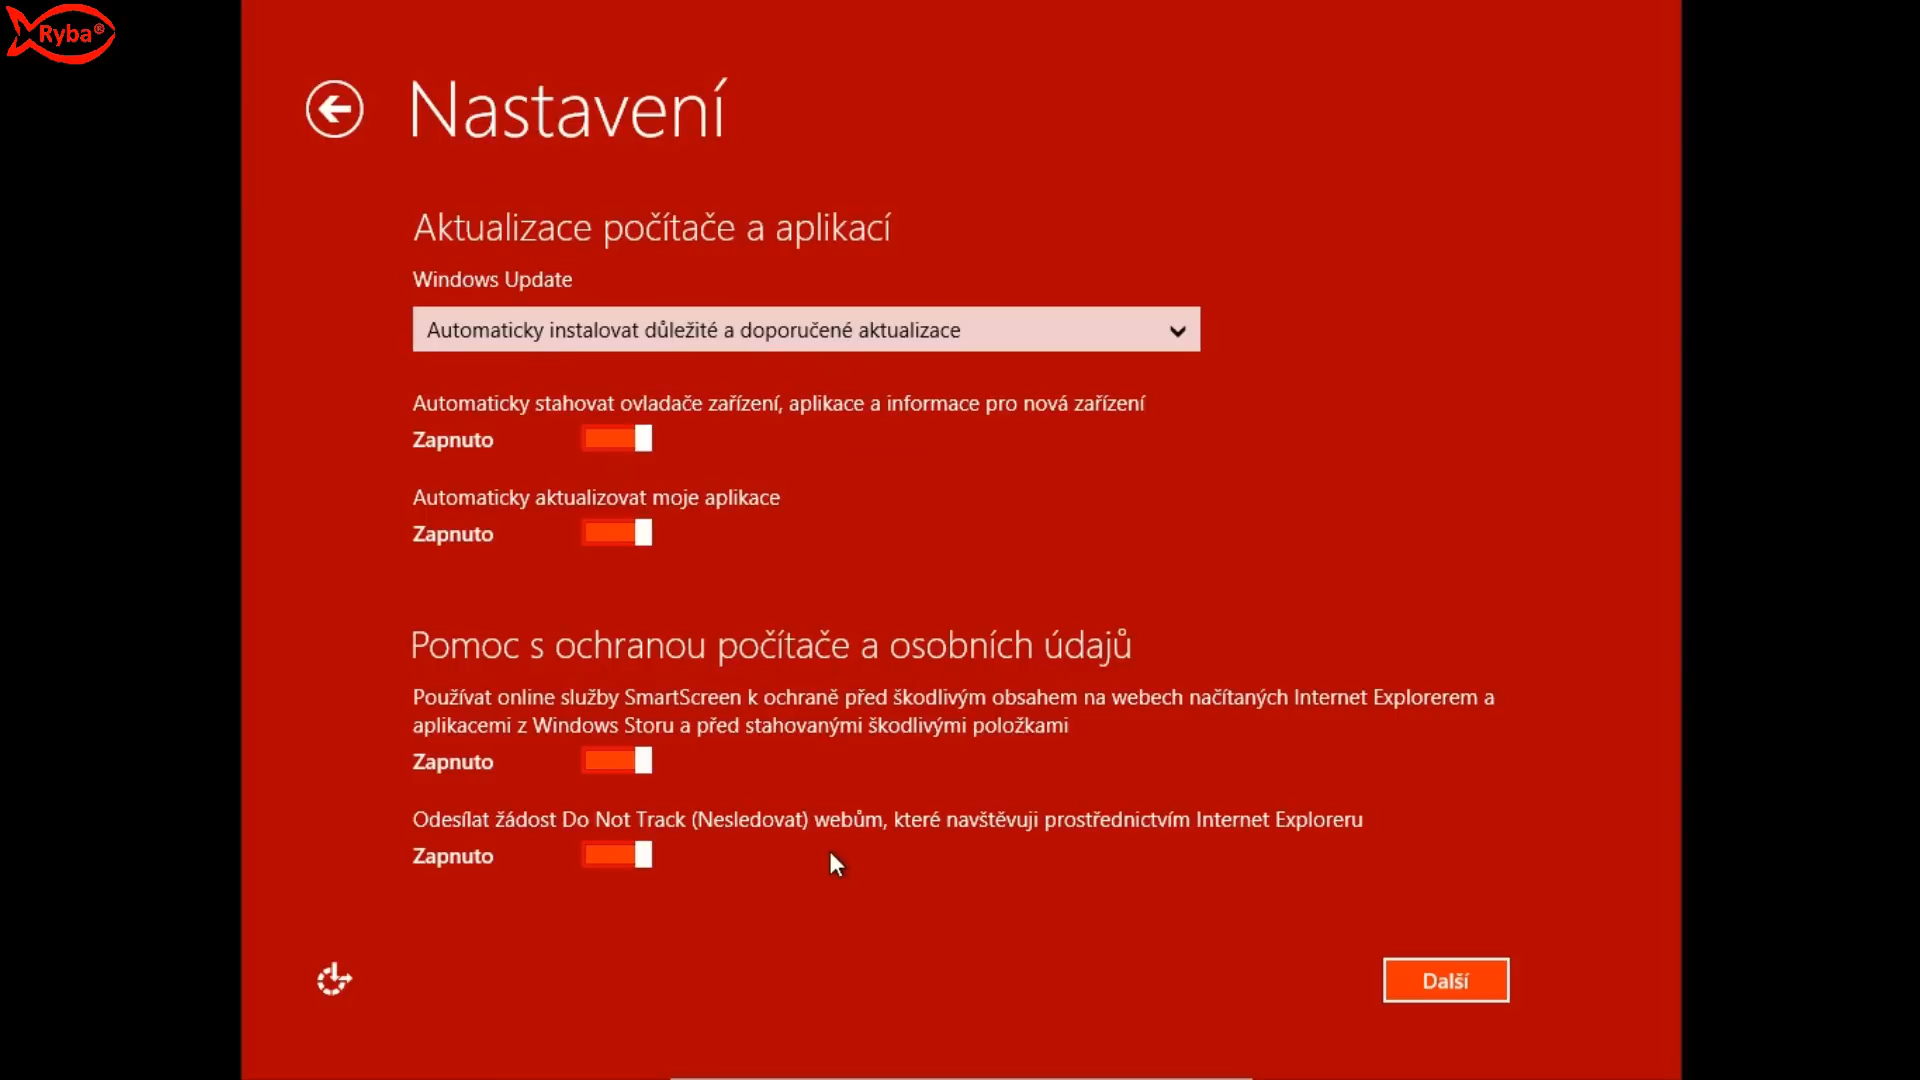 Ryba®
Nastavení
Aktualizace počítače a aplikací
Windows Update
Automaticky instalovat důležité a doporučené aktualizace
Automaticky stahovat ovladače zařízení, aplikace a informace pro nová zařízení
Zapnuto
Automaticky aktualizovat moje aplikace
Zapnuto
Pomoc s ochranou počítače a osobních údajů
Používat online služby SmartScreen k ochraně před škodlivým obsahem na webech načítaných Internet Explorerem a
aplikacemi z Windows Storu a před stahovanými škodlivými položkami
Zapnuto
Odesílat žádost Do Not Track (Nesledovat) webům, které navštěvuji prostřednictvím Internet Exploreru
Zapnuto
Další